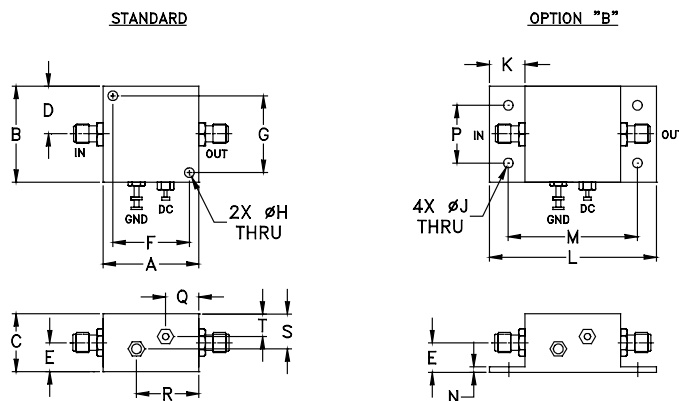 STANDARD
OPTION "B"
K
D
B
G
P
IN
OUT
IN
OUT
GND
DC
2X øH
THRU
4X øJ
THRU
GND
DC
F
A
M
L
Q
T
S
C
E
R
E
N